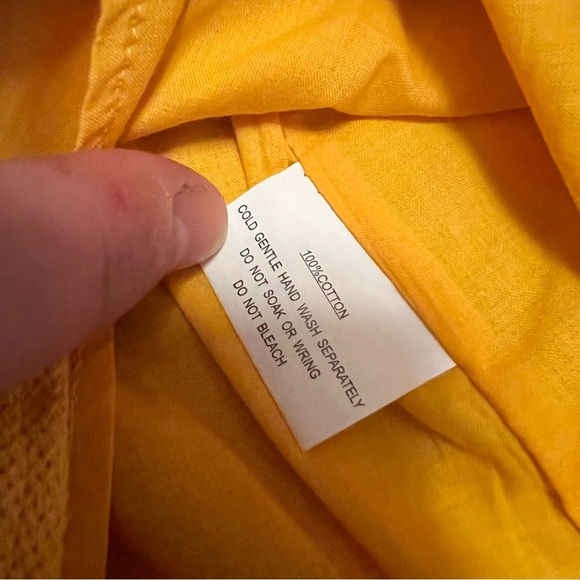 100%COTTON
COLD GENTLE HAND WASH SEPARATELY
DO NOT SOAK OR WRING
DO NOT BLEACH